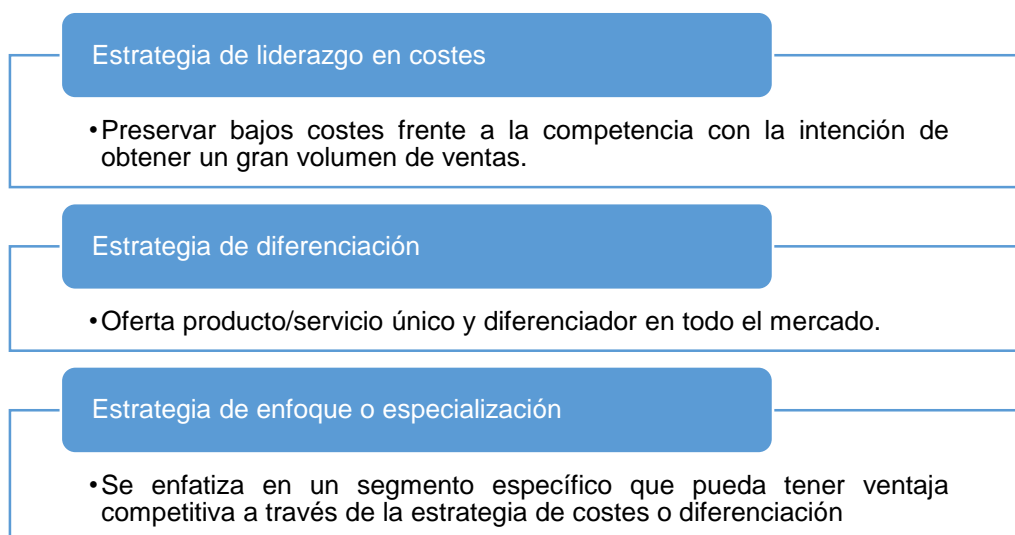 Estrategia de liderazgo en costes
•Preservar bajos costes frente a la competencia con la intención de
obtener un gran volumen de ventas.
Estrategia de diferenciación
•Oferta producto/servicio único y diferenciador en todo el mercado.
Estrategia de enfoque o especialización
•Se enfatiza en un segmento específico que pueda tener ventaja
competitiva a través de la estrategia de costes o diferenciación